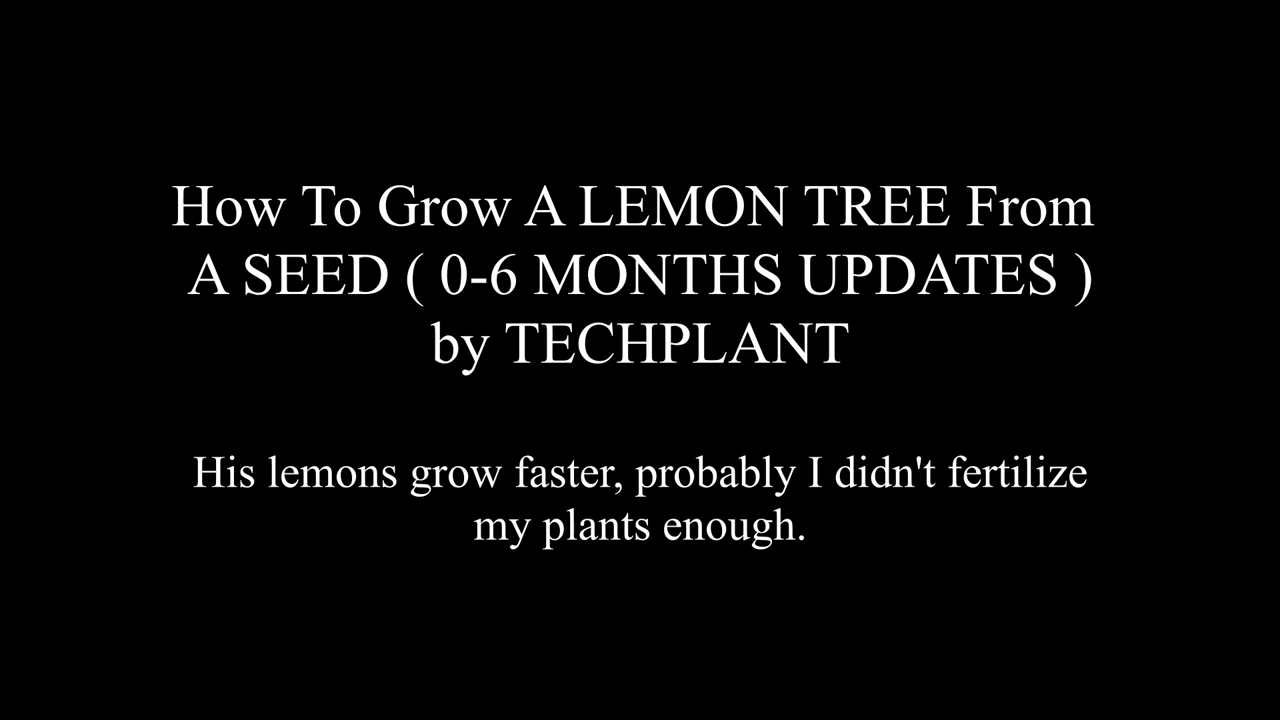 How To Grow A LEMON TREE From
A SEED ( 0-6 MONTHS UPDATES )
by TECHPLANT
His lemons grow faster, probably I didn't fertilize
my plants enough.